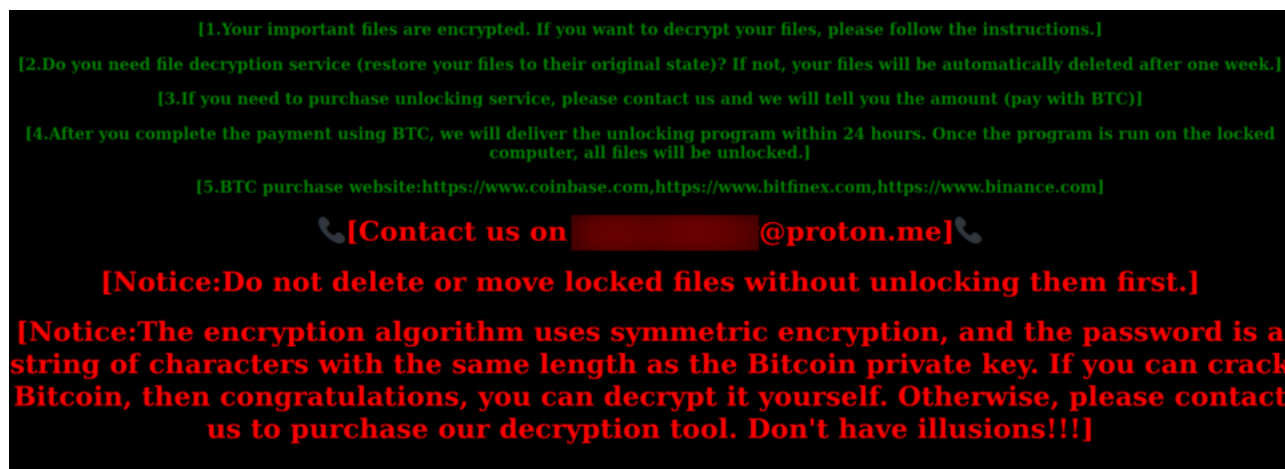 [1.Your important files are encrypted. If you want to decrypt your files, please follow the instructions.]
[2.Do you need file decryption service (restore your files to their original state)? If not, your files will be automatically deleted after one week.]
[3.If you need to purchase unlocking service, please contact us and we will tell you the amount (pay with BTC)]
[4.After you complete the payment using BTC, we will deliver the unlocking program within 24 hours. Once the program is run on the locked
computer, all files will be unlocked.]
[5.BTC purchase website:https://www.coinbase.com,https://www.bitfinex.com,https://www.binance.com]
📞[Contact us on @proton.me]📞
[Notice:Do not delete or move locked files without unlocking them first.]
[Notice:The encryption algorithm uses symmetric encryption, and the password is a
string of characters with the same length as the Bitcoin private key. If you can crack
Bitcoin, then congratulations, you can decrypt it yourself. Otherwise, please contact
us to purchase our decryption tool. Don't have illusions!!!]